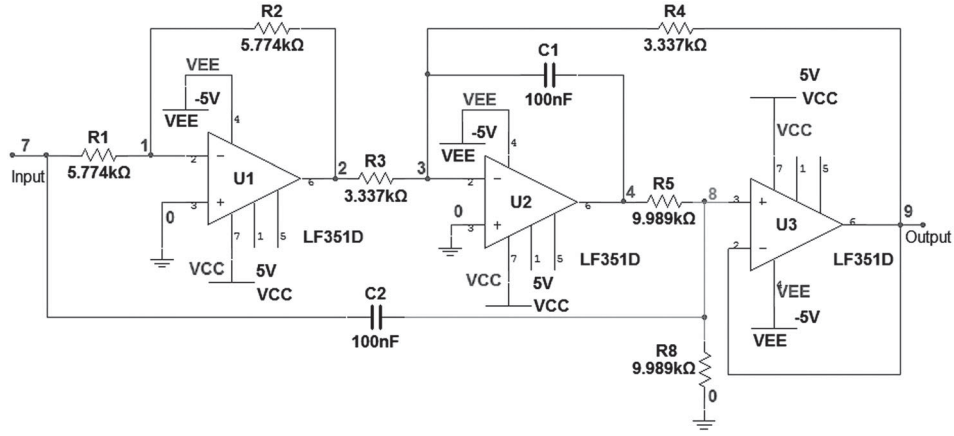 R2
5.774kΩ
R4
3.337kΩ
C1
100nF
VEE
-5V
VEE
4
VEE
-5V
VEE
4
5V
VCC
VCC
7
1
5
7
R1
5.774kΩ
Input
1
2
−
U1
6
3
+
0
2
R3
3.337kΩ
3
2
−
U2
6
3
+
0
4
R5
9.989kΩ
8
3
+
U3
6
2
−
9
Output
7
1
5
LF351D
VCC
5V
VCC
7
1
5
LF351D
VCC
5V
VCC
LF351D
4
VEE
-5V
VEE
C2
100nF
R8
9.989kΩ
0